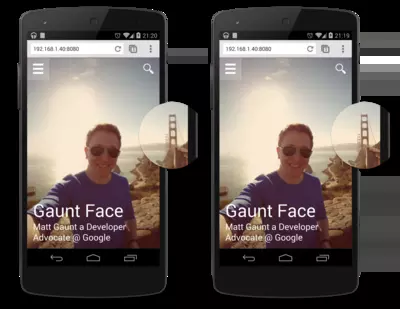 21:20
192.168.1.40:8080
Gaunt Face
Matt Gaunt a Developer
Advocate @ Google
21:19
192.168.1.40:8080
Gaunt Face
Matt Gaunt a Developer
Advocate @ Google